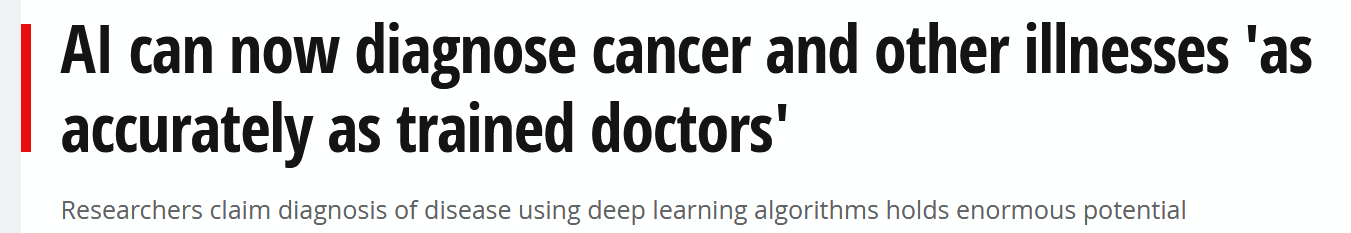 AI can now diagnose cancer and other illnesses 'as
accurately as trained doctors'
Researchers claim diagnosis of disease using deep learning algorithms holds enormous potential